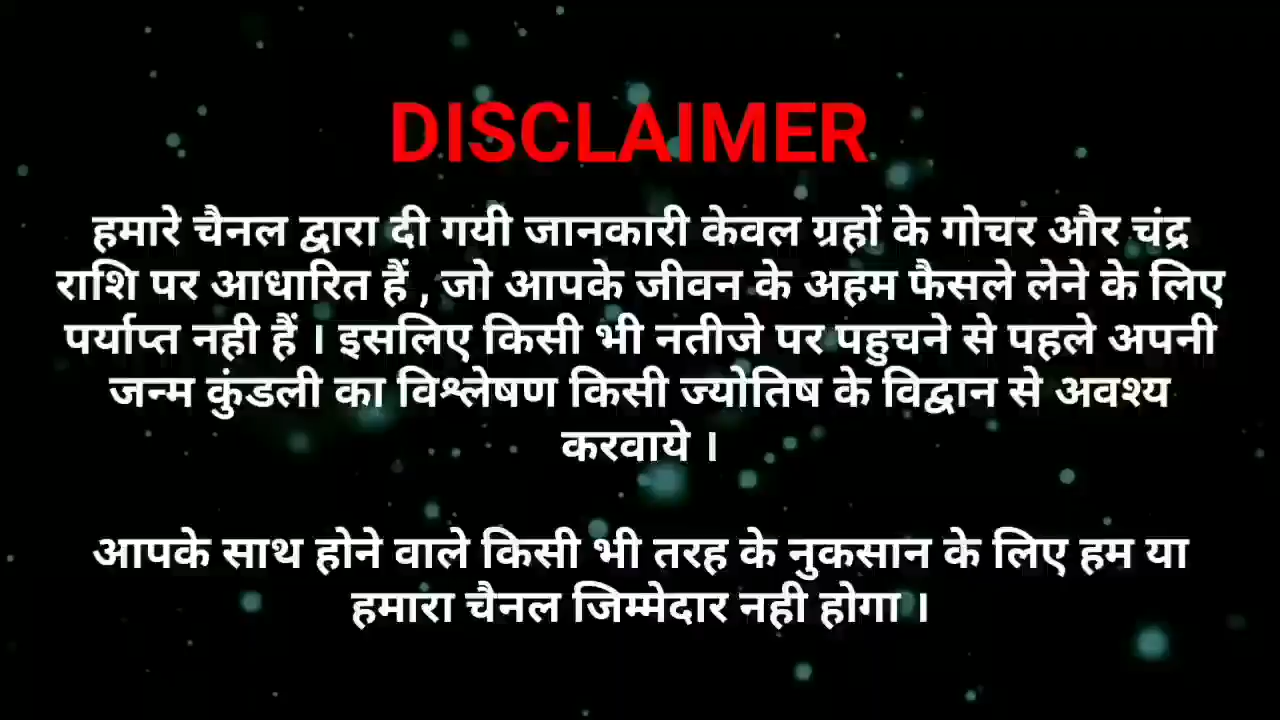 DISCLAIMER
हमारे चैनल द्वारा दी गयी जानकारी केवल ग्रहों के गोचर और चंद्र
राशि पर आधारित हैं , जो आपके जीवन के अहम फैसले लेने के लिए
पर्याप्त नही हैं । इसलिए किसी भी नतीजे पर पहुचने से पहले अपनी
जन्म कुंडली का विश्लेषण किसी ज्योतिष के विद्वान से अवश्य
करवाये ।
आपके साथ होने वाले किसी भी तरह के नुकसान के लिए हम या
हमारा चैनल जिम्मेदार नही होगा ।